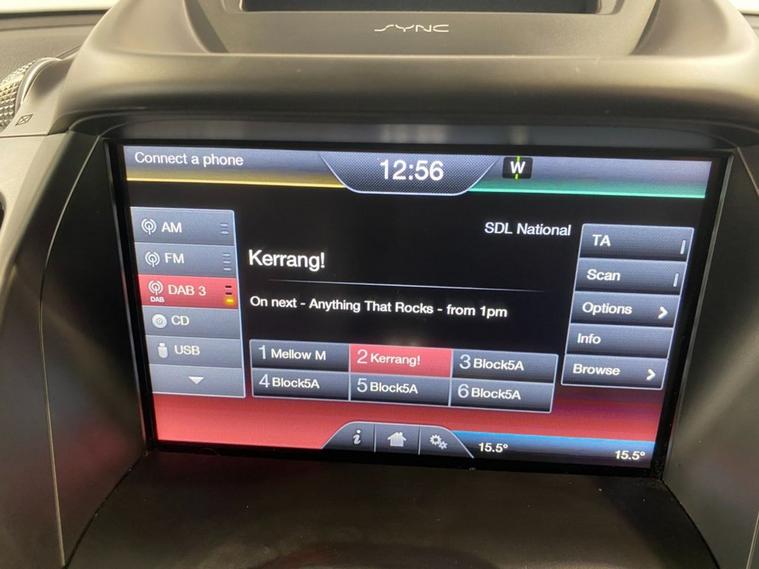 SYNC
Connect a phone
12:56
W
AM
FM
DAB
DAB 3
CD
USB
SDL National
Kerrang!
On next - Anything That Rocks - from 1pm
1 Mellow M
2 Kerrang!
3 Block5A
4 Block5A
5 Block5A
6 Block5A
TA
Scan
Options
Info
Browse
i
15.5°
15.5°